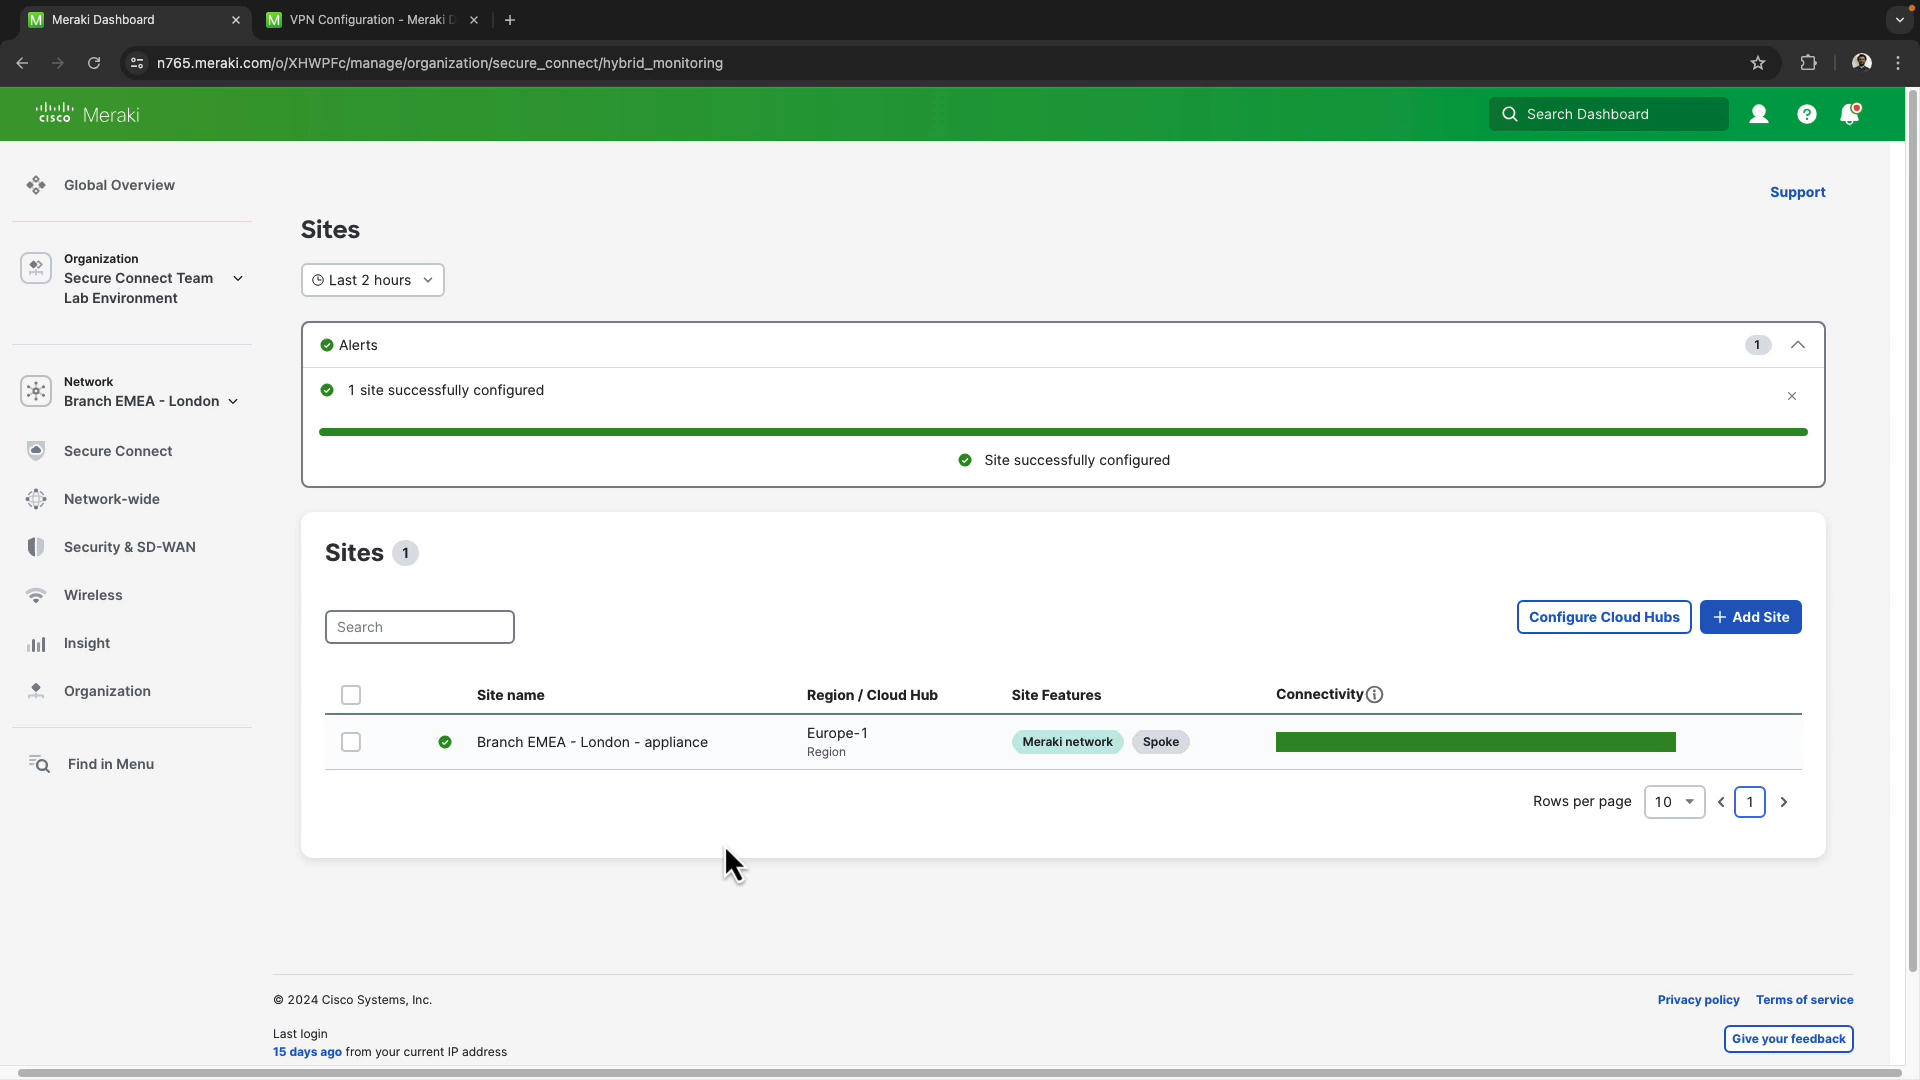 Meraki Dashboard
VPN Configuration - Meraki D
n765.meraki.com/o/XHWPFc/manage/organization/secure_connect/hybrid_monitoring
cisco Meraki
Search Dashboard
Global Overview
Support
Sites
Organization
Secure Connect Team
Lab Environment
Last 2 hours
Alerts
1
Network
Branch EMEA - London
1 site successfully configured
Site successfully configured
Secure Connect
Network-wide
Security & SD-WAN
Wireless
Insight
Organization
Find in Menu
Sites 1
Search
Configure Cloud Hubs
+ Add Site
Site name Region / Cloud Hub Site Features Connectivity
Branch EMEA - London - appliance Europe-1 Meraki network Spoke
Region
Rows per page 10 1
© 2024 Cisco Systems, Inc.
Privacy policy Terms of service
Last login
15 days ago from your current IP address
Give your feedback